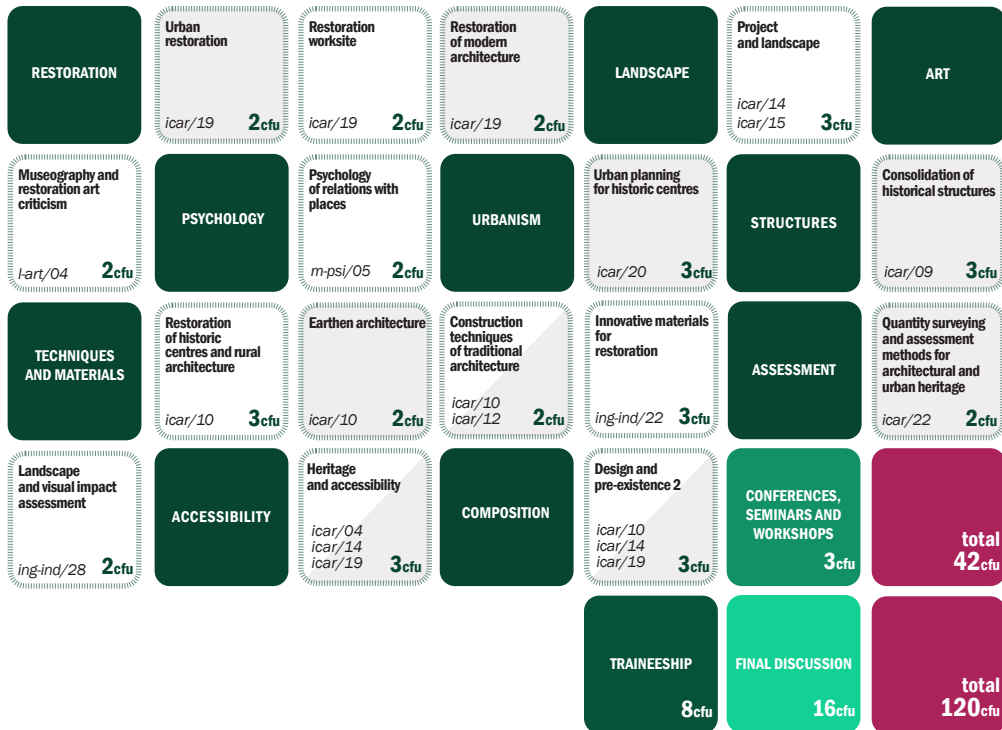 RESTORATION
Urban
restoration
icar/19 2cfu
Restoration
worksite
icar/19 2cfu
Restoration
of modern
architecture
icar/19 2cfu
LANDSCAPE
Project
and landscape
icar/14
icar/15 3cfu
ART
Museography and
restoration art
criticism
l-art/04 2cfu
PSYCHOLOGY
Psychology
of relations with
places
m-psi/05 2cfu
URBANISM
Urban planning
for historic centres
icar/20 3cfu
STRUCTURES
Consolidation of
historical structures
icar/09 3cfu
TECHNIQUES
AND MATERIALS
Restoration
of historic
centres and rural
architecture
icar/10 3cfu
Earthen architecture
icar/10 2cfu
Construction
techniques
of traditional
architecture
icar/10
icar/12 2cfu
Innovative materials
for
restoration
ing-ind/22 3cfu
ASSESSMENT
Quantity surveying
and assessment
methods for
architectural and
urban heritage
icar/22 2cfu
Landscape
and visual impact
assessment
ing-ind/28 2cfu
ACCESSIBILITY
Heritage
and accessibility
icar/04
icar/14
icar/19 3cfu
COMPOSITION
Design and
pre-existence 2
icar/10
icar/14
icar/19 3cfu
CONFERENCES,
SEMINARS AND
WORKSHOPS
3cfu
total
42cfu
TRAINEESHIP
8cfu
FINAL DISCUSSION
16cfu
total
120cfu